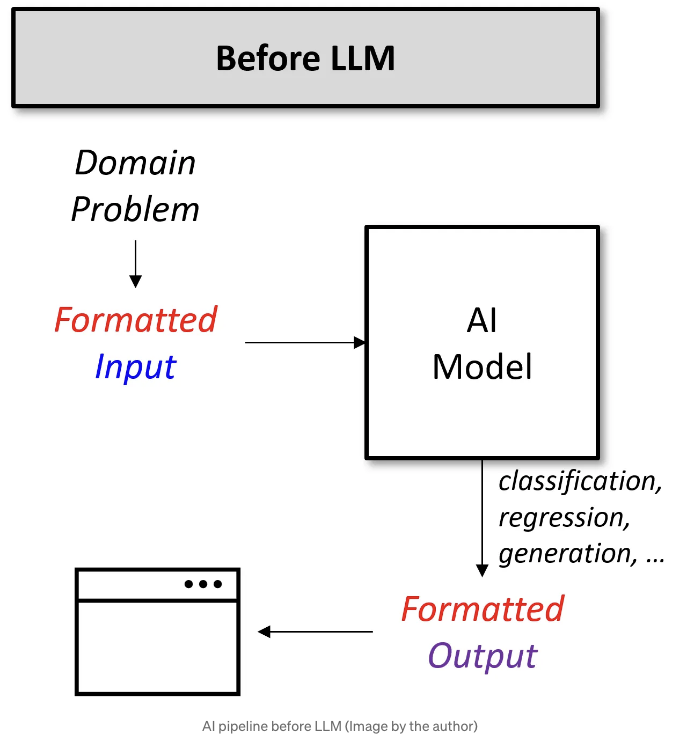 Before LLM
Domain
Problem
Formatted
Input
AI
Model
classification,
regression,
generation, ...
Formatted
Output
AI pipeline before LLM (Image by the author)